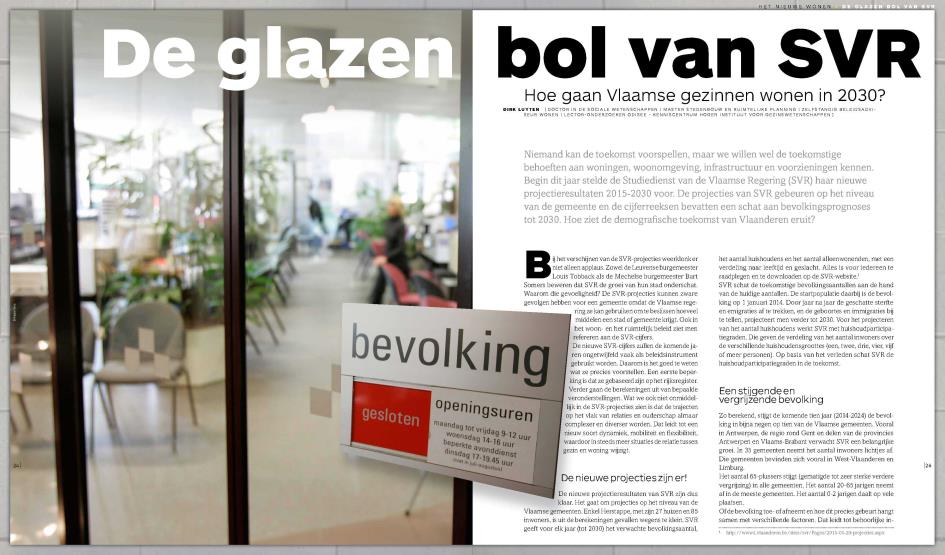 HET NIEUWE WONEN DE GLAZEN BOL VAN SVR
De glazen bol van SVR
Hoe gaan Vlaamse gezinnen wonen in 2030?
DIRK LUYTEN | DOCTOR IN DE SOCIALE WETENSCHAPPEN | MASTER STEDENBOUW EN RUIMTELIJKE PLANNING | ZELFSTANDIG BELEIDSADVI-
SEUR WONEN | LECTOR-ONDERZOEKER ODISEE - KENNISCENTRUM HOGER INSTITUUT VOOR GEZINSWETENSCHAPPEN |
Niemand kan de toekomst voorspellen, maar we willen wel de toekomstige
behoeften aan woningen, woonomgeving, infrastructuur en voorzieningen kennen.
Begin dit jaar stelde de Studiedienst van de Vlaamse Regering (SVR) haar nieuwe
projectieresultaten 2015-2030 voor. De projecties van SVR gebeuren op het niveau
van de gemeente en de cijferreeksen bevatten een schat aan bevolkingsprognoses
tot 2030. Hoe ziet de demografische toekomst van Vlaanderen eruit?
Bij het verschijnen van de SVR-projecties weerklonk er
niet alleen applaus. Zowel de Leuvense burgemeester
Louis Tobback als de Mechelse burgemeester Bart
Somers beweren dat SVR de groei van hun stad onderschat.
Waarom die gevoeligheid? De SVR-projecties kunnen zware
gevolgen hebben voor een gemeente omdat de Vlaamse rege-
ring ze kan gebruiken om te beslissen hoeveel
middelen een stad of gemeente krijgt. Ook in
het woon- en het ruimtelijk beleid ziet men
refereren aan de SVR-cijfers.
De nieuwe SVR-cijfers zullen de komende ja-
ren ongetwijfeld vaak als beleidsinstrument
gebruikt worden. Daarom is het goed de weten
wat ze precies voorstellen. Een eerste beper-
king is dat ze gebaseerd zijn op het rijksregister.
Verder gaan de berekeningen uit van bepaalde
veronderstellingen. Wat we ook niet onmiddel-
lijk in de SVR-projecties zien is dat de trajecten
op het vlak van relaties en ouderschap almaar
complexer en diverser worden. Dat leidt tot een
nieuw soort dynamiek, mobiliteit en flexibiliteit,
waardoor in steeds meer situaties de relatie tussen
gezin en woning wijzigt.
De nieuwe projecties zijn er!
De nieuwe projectieresultaten van SVR zijn dus
klaar. Het gaat om projecties op het niveau van de
Vlaamse gemeenten. Enkel Herstappe, met zijn 27 huizen en 85
inwoners, is uit de berekeningen gevallen wegens te klein. SVR
geeft voor elk jaar (tot 2030) het verwachte bevolkingsaantal,
het aantal huishoudens en het aantal alleenwonenden, met een
verdeling naar leeftijd en geslacht. Alles is voor iedereen te
raadplegen en te downloaden op de SVR-website.¹
SVR schat de toekomstige bevolkingsaantallen aan de hand
van de huidige aantallen. De startpopulatie daarbij is de bevol-
king op 1 januari 2014. Door jaar na jaar de geschatte sterfte
en emigraties af te trekken, en de geboortes en immigraties bij
te tellen, projecteert men verder tot 2030. Voor het projecteren
van het aantal huishoudens werkt SVR met huishoudparticipa-
tiegraden. Die geven de verdeling van het aantal inwoners over
de verschillende huishoudensgroottes (een, twee, drie, vier, vijf
of meer personen). Op basis van het verleden schat SVR de
huishoudparticipatiegraden in de toekomst.
Een stijgende en
vergrijzende bevolking
Zo berekend, stijgt de komende tien jaar (2014-2024) de bevol-
king in bijna negen op tien van de Vlaamse gemeenten. Vooral
in Antwerpen, de regio rond Gent en delen van de provincies
Antwerpen en Vlaams-Brabant verwacht SVR een belangrijke
groei. In 35 gemeenten neemt het aantal inwoners lichtjes af.
Die gemeenten bevinden zich vooral in West-Vlaanderen en
Limburg.
Het aantal 65-plussers stijgt (gematigde tot zeer sterke verdere
vergrijzing) in alle gemeenten. Het aantal 20-65 jarigen neemt
af in de meeste gemeenten. Het aantal 0-2 jarigen daalt op vele
plaatsen.
Of de bevolking toe- of afneemt en hoe dit precies gebeurt hangt
samen met verschillende factoren. Dat leidt tot behoorlijke in-
bevolking
gesloten
openingsuren
maandag tot vrijdag 9-12 uur
woensdag 14-16 uur
beperkte avonddienst
dinsdag 17-19.45 uur
(niet in juli-augustus)
24